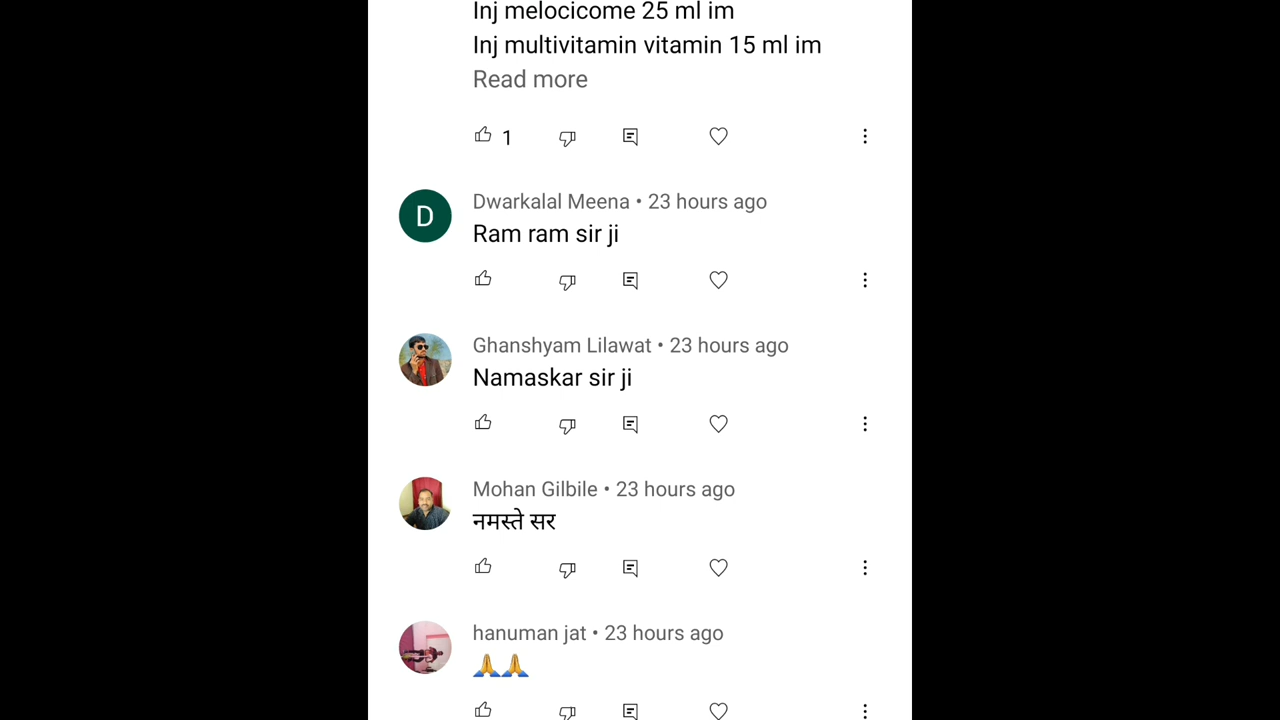 Inj melocicome 25 ml im
Inj multivitamin vitamin 15 ml im
Read more
1
D
Dwarkalal Meena • 23 hours ago
Ram ram sir ji
Ghanshyam Lilawat • 23 hours ago
Namaskar sir ji
Mohan Gilbile • 23 hours ago
नमस्ते सर
hanuman jat • 23 hours ago
🙏🙏